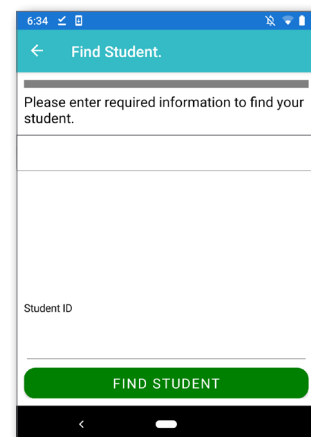 6:34
Find Student.
Please enter required information to find your
student.
Student ID
FIND STUDENT